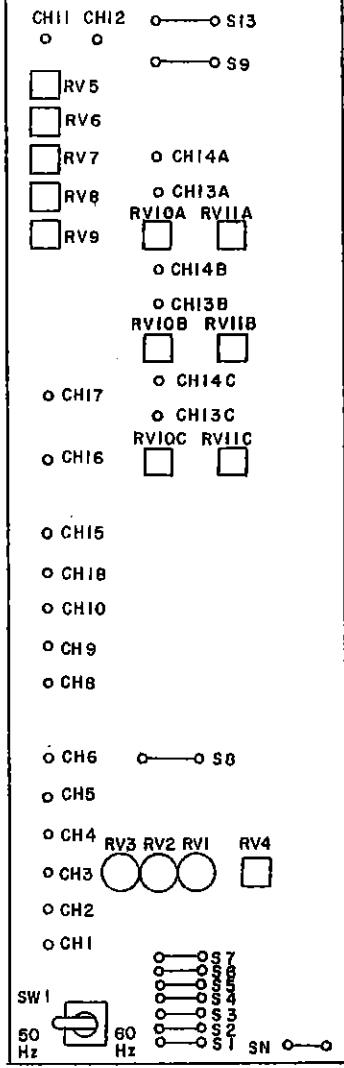 CH11 CH12
S13
S9
RV5
RV6
RV7
RV8
RV9
CH14A
CH13A
RV10A RV11A
CH14B
CH13B
RV10B RV11B
CH14C
CH13C
RV10C RV11C
CH17
CH16
CH15
CH18
CH10
CH9
CH8
CH6
S8
CH5
CH4
RV3 RV2 RV1 RV4
CH3
CH2
CH1
S7
S6
S5
S4
S3
S2
S1
SW1
50 Hz
60 Hz
SN